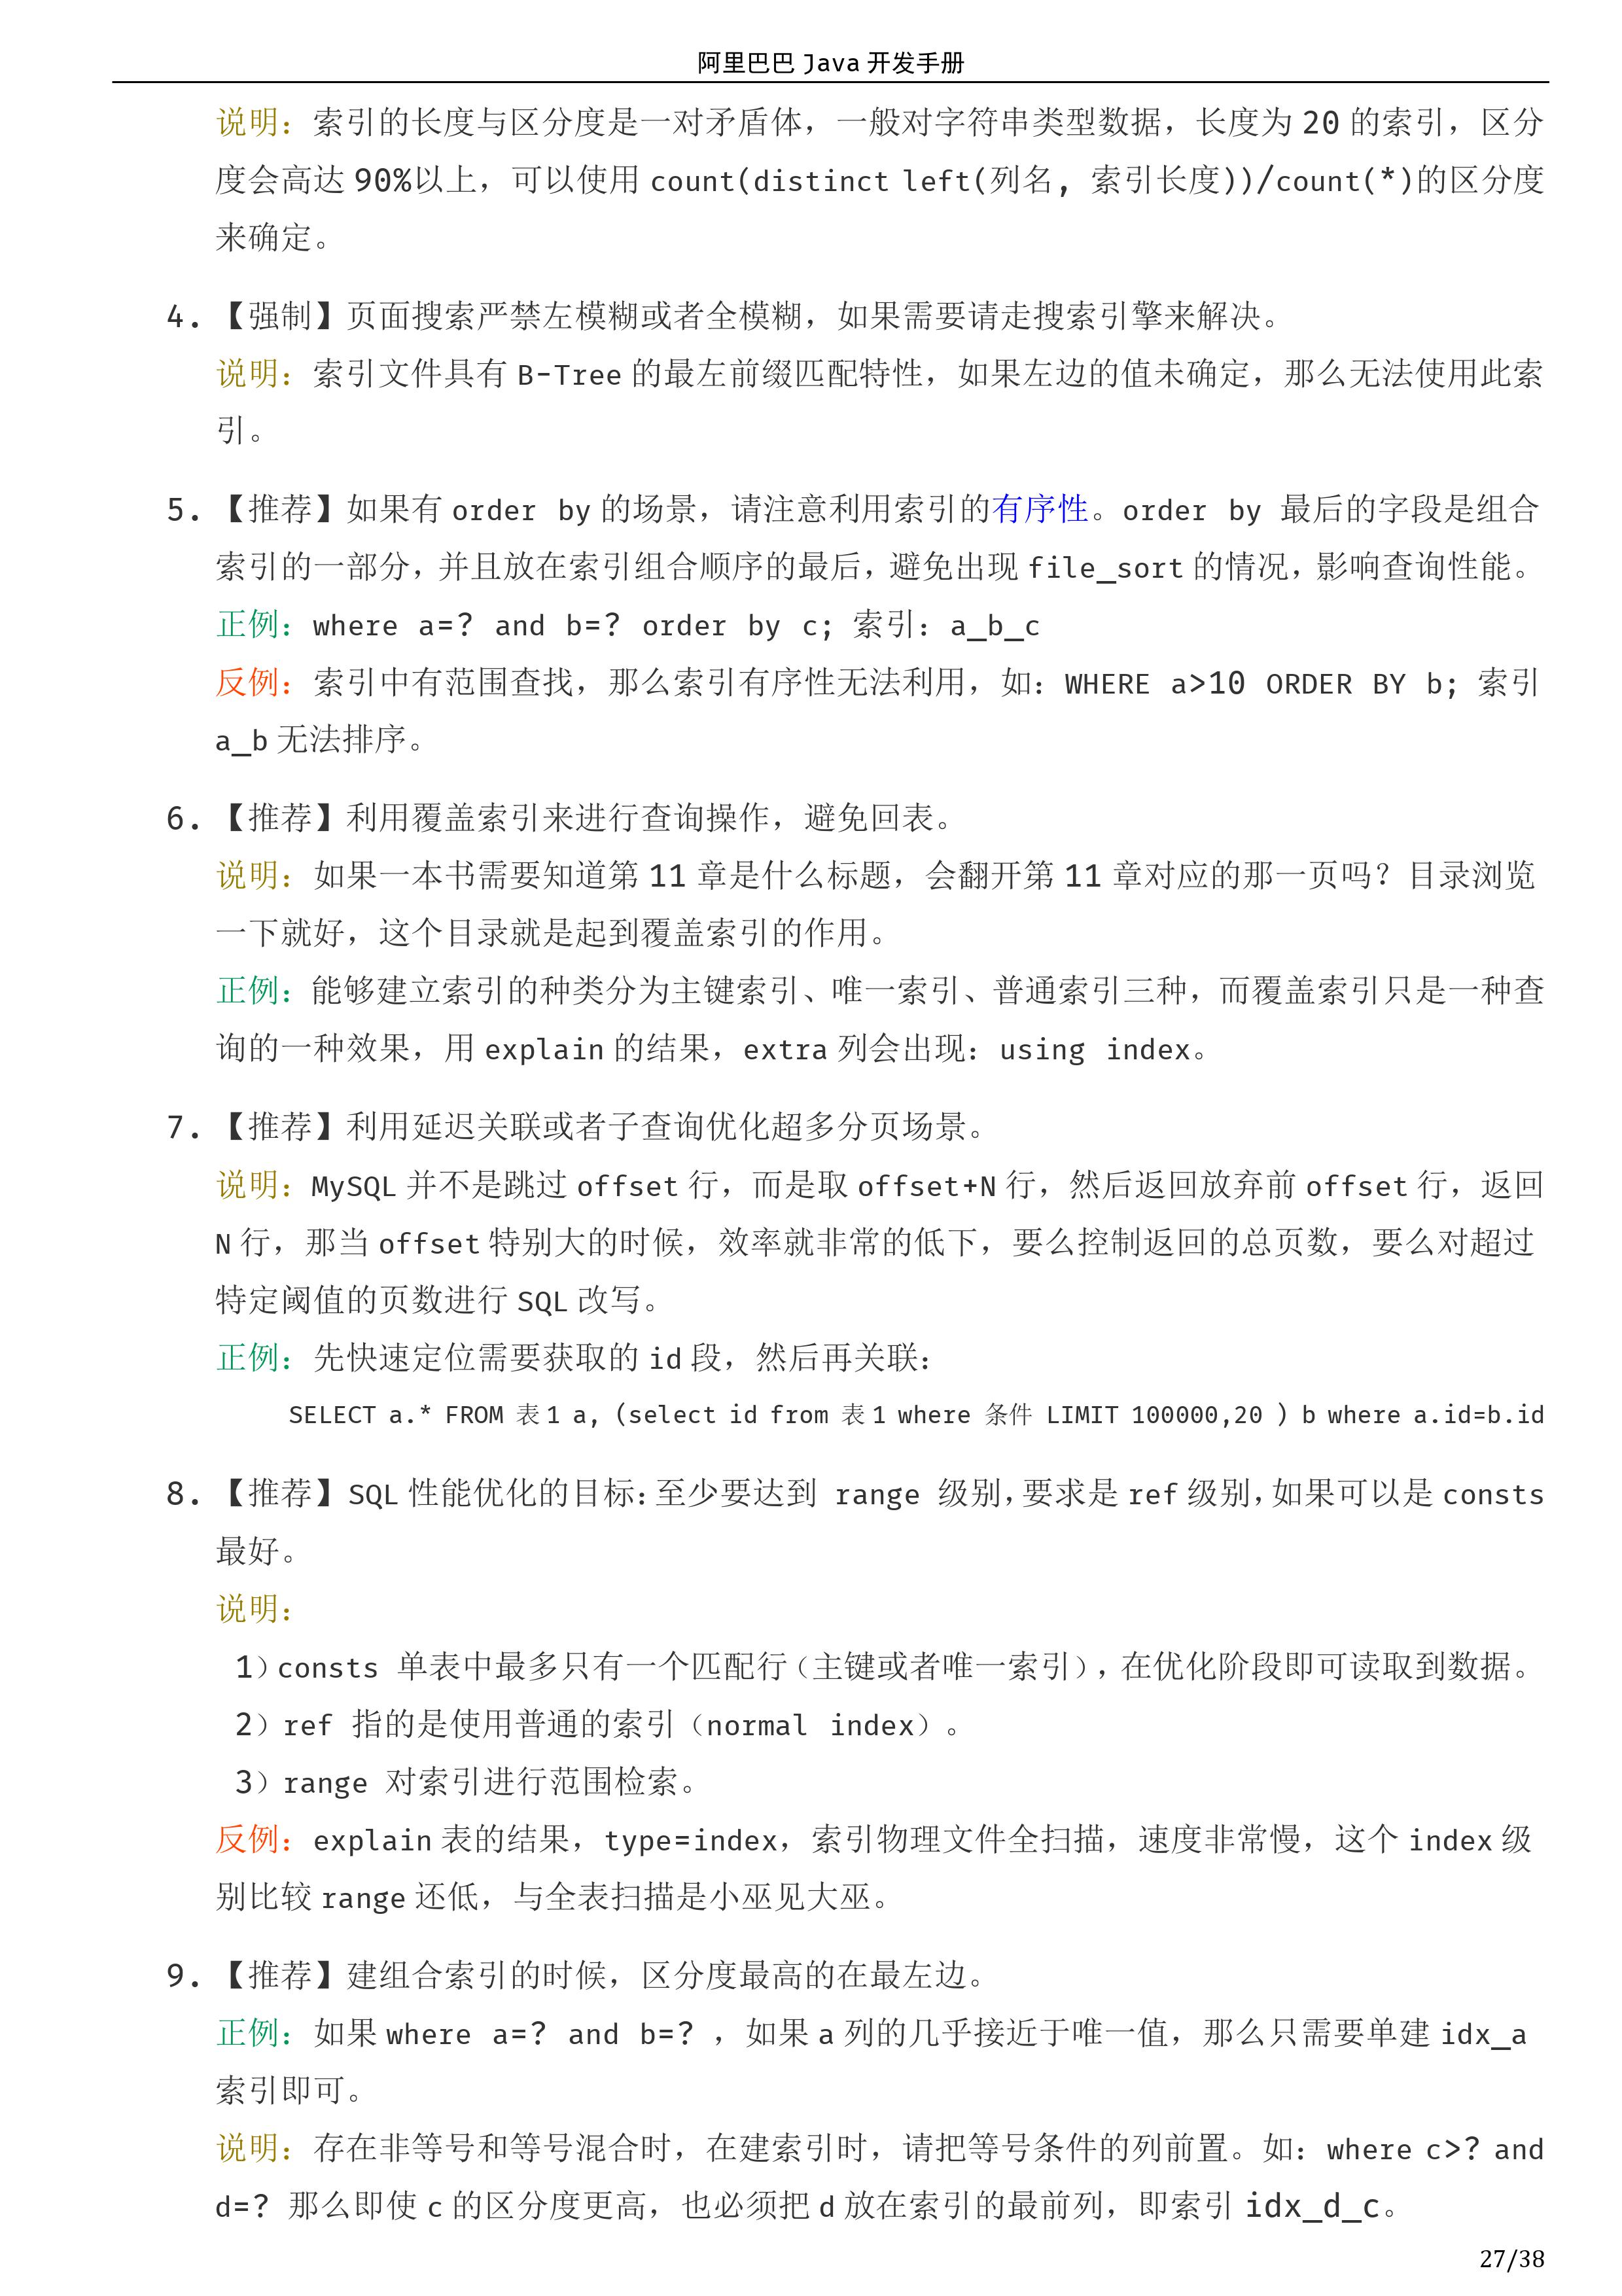 阿里巴巴 Java 开发手册
说明：索引的长度与区分度是一对矛盾体，一般对字符串类型数据，长度为 20 的索引，区分
度会高达 90%以上，可以使用 count(distinct left(列名, 索引长度))/count(*)的区分度
来确定。
4. 【强制】页面搜索严禁左模糊或者全模糊，如果需要请走搜索引擎来解决。
说明：索引文件具有 B-Tree 的最左前缀匹配特性，如果左边的值未确定，那么无法使用此索
引。
5. 【推荐】如果有 order by 的场景，请注意利用索引的有序性。order by 最后的字段是组合
索引的一部分，并且放在索引组合顺序的最后，避免出现 file_sort 的情况，影响查询性能。
正例：where a=? and b=? order by c; 索引：a_b_c
反例：索引中有范围查找，那么索引有序性无法利用，如：WHERE a>10 ORDER BY b; 索引
a_b 无法排序。
6. 【推荐】利用覆盖索引来进行查询操作，避免回表。
说明：如果一本书需要知道第 11 章是什么标题，会翻开第 11 章对应的那一页吗？目录浏览
一下就好，这个目录就是起到覆盖索引的作用。
正例：能够建立索引的种类分为主键索引、唯一索引、普通索引三种，而覆盖索引只是一种查
询的一种效果，用 explain 的结果，extra 列会出现：using index。
7. 【推荐】利用延迟关联或者子查询优化超多分页场景。
说明：MySQL 并不是跳过 offset 行，而是取 offset+N 行，然后返回放弃前 offset 行，返回
N 行，那当 offset 特别大的时候，效率就非常的低下，要么控制返回的总页数，要么对超过
特定阈值的页数进行 SQL 改写。
正例：先快速定位需要获取的 id 段，然后再关联：
SELECT a.* FROM 表 1 a, (select id from 表 1 where 条件 LIMIT 100000,20 ) b where a.id=b.id
8. 【推荐】SQL 性能优化的目标：至少要达到 range 级别，要求是 ref 级别，如果可以是 consts
最好。
说明：
1）consts 单表中最多只有一个匹配行（主键或者唯一索引），在优化阶段即可读取到数据。
2）ref 指的是使用普通的索引（normal index）。
3）range 对索引进行范围检索。
反例：explain 表的结果，type=index，索引物理文件全扫描，速度非常慢，这个 index 级
别比较 range 还低，与全表扫描是小巫见大巫。
9. 【推荐】建组合索引的时候，区分度最高的在最左边。
正例：如果 where a=? and b=? ，如果 a 列的几乎接近于唯一值，那么只需要单建 idx_a
索引即可。
说明：存在非等号和等号混合时，在建索引时，请把等号条件的列前置。如：where c>? and
d=? 那么即使 c 的区分度更高，也必须把 d 放在索引的最前列，即索引 idx_d_c。
27/38